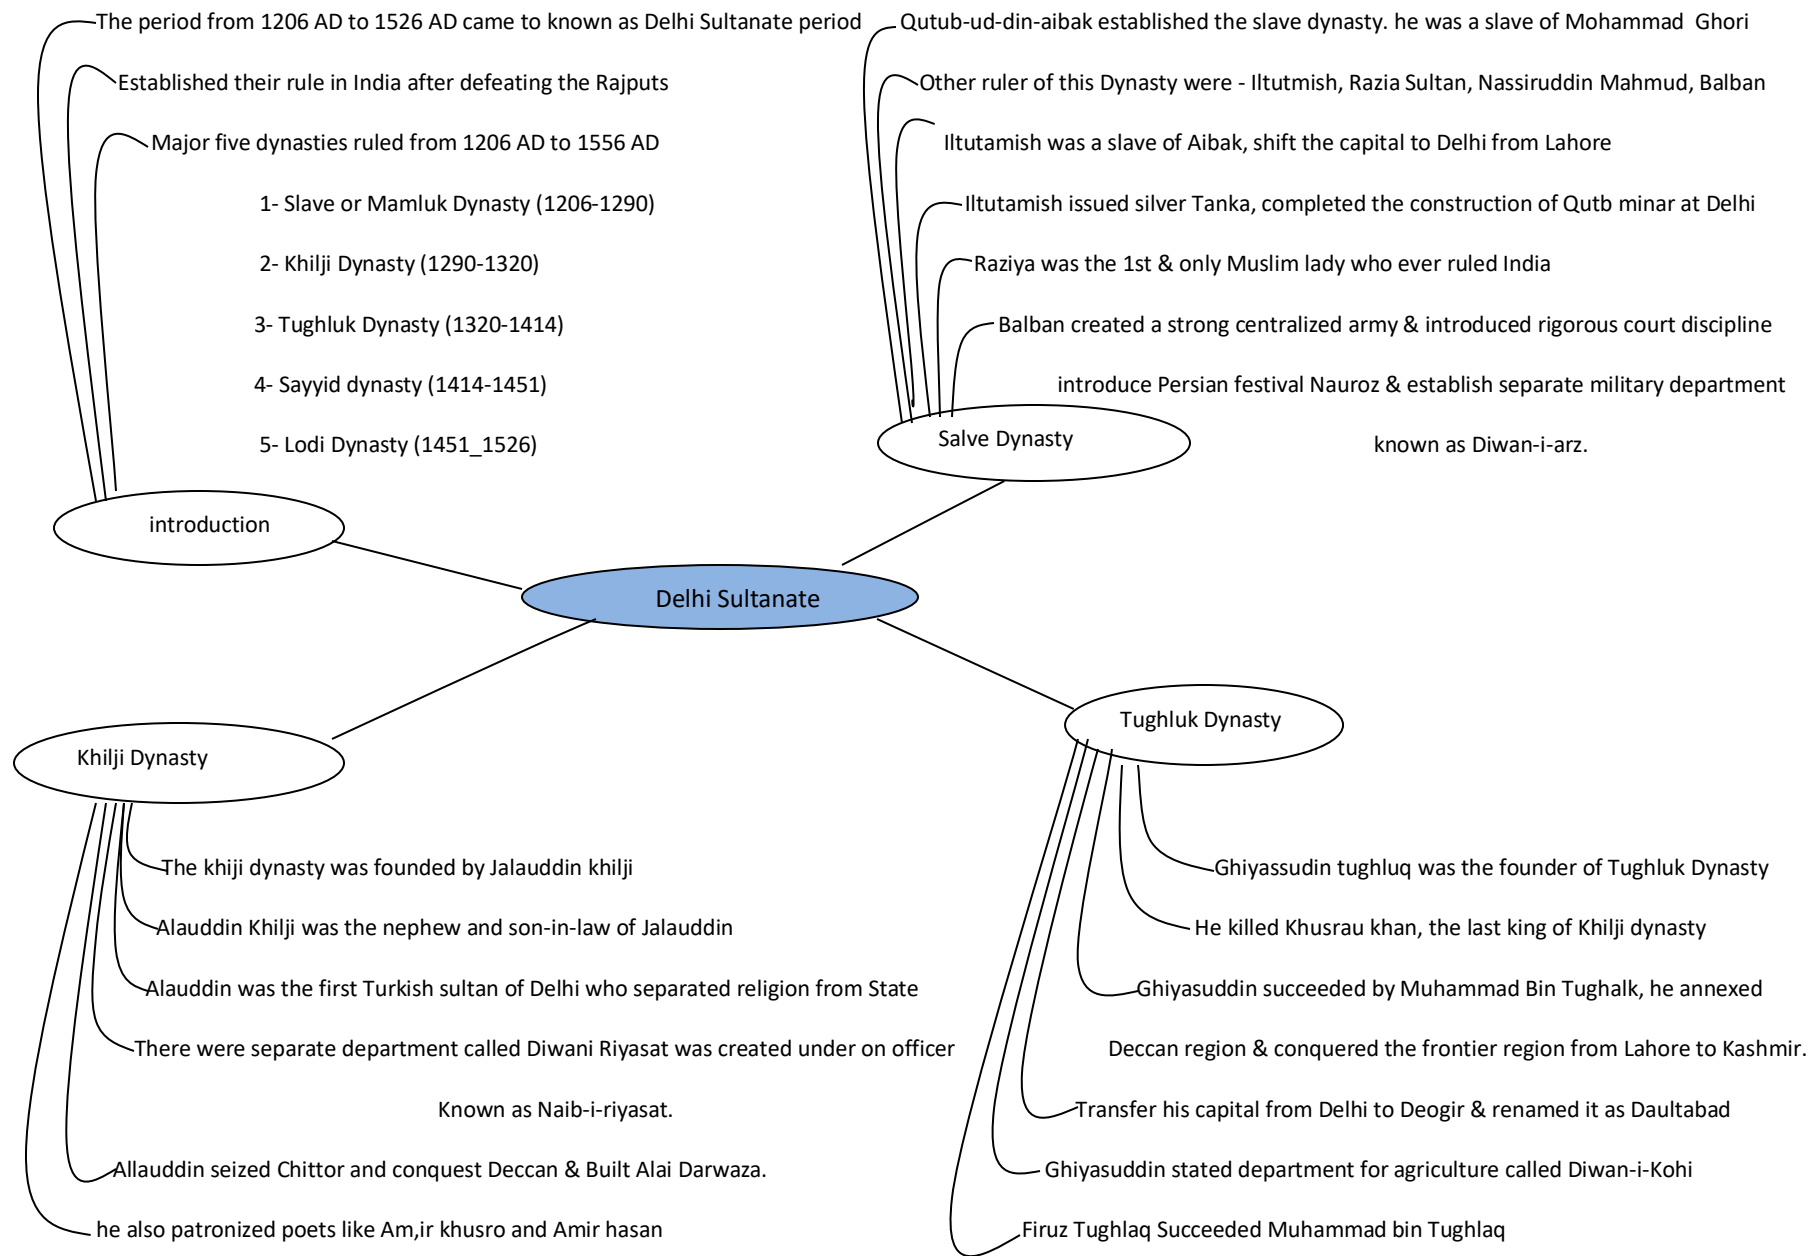 The period from 1206 AD to 1526 AD came to known as Delhi Sultanate period
Established their rule in India after defeating the Rajputs
Major five dynasties ruled from 1206 AD to 1556 AD
1- Slave or Mamluk Dynasty (1206-1290)
2- Khilji Dynasty (1290-1320)
3- Tughluk Dynasty (1320-1414)
4- Sayyid dynasty (1414-1451)
5- Lodi Dynasty (1451_1526)
introduction
Qutub-ud-din-aibak established the slave dynasty. he was a slave of Mohammad Ghori
Other ruler of this Dynasty were - Iltutmish, Razia Sultan, Nassiruddin Mahmud, Balban
Iltutamish was a slave of Aibak, shift the capital to Delhi from Lahore
Iltutamish issued silver Tanka, completed the construction of Qutb minar at Delhi
Raziya was the 1st & only Muslim lady who ever ruled India
Balban created a strong centralized army & introduced rigorous court discipline
introduce Persian festival Nauroz & establish separate military department
known as Diwan-i-arz.
Salve Dynasty
Delhi Sultanate
Khilji Dynasty
The khiji dynasty was founded by Jalauddin khilji
Alauddin Khilji was the nephew and son-in-law of Jalauddin
Alauddin was the first Turkish sultan of Delhi who separated religion from State
There were separate department called Diwani Riyasat was created under on officer
Known as Naib-i-riyasat.
Allauddin seized Chittor and conquest Deccan & Built Alai Darwaza.
he also patronized poets like Am,ir khusro and Amir hasan
Tughluk Dynasty
Ghiyassudin tughluq was the founder of Tughluk Dynasty
He killed Khusrau khan, the last king of Khilji dynasty
Ghiyasuddin succeeded by Muhammad Bin Tughalk, he annexed
Deccan region & conquered the frontier region from Lahore to Kashmir.
Transfer his capital from Delhi to Deogir & renamed it as Daultabad
Ghiyasuddin stated department for agriculture called Diwan-i-Kohi
Firuz Tughlaq Succeeded Muhammad bin Tughlaq